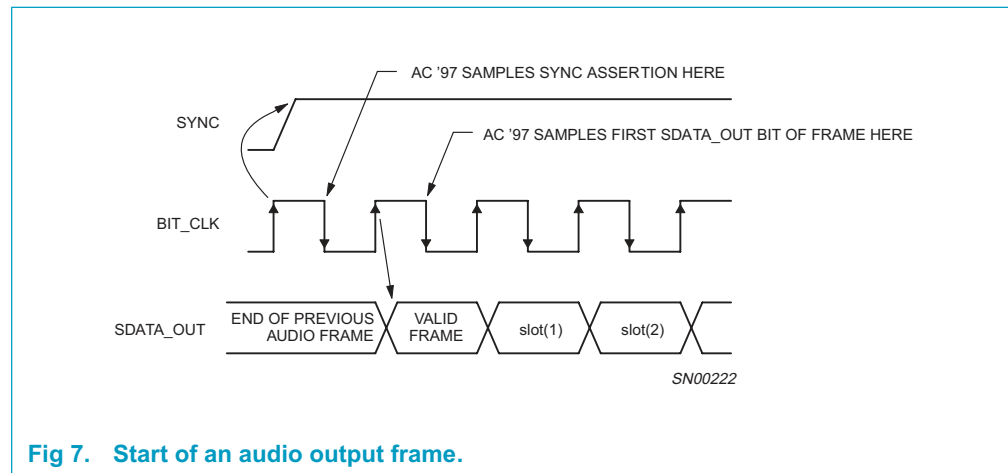 AC '97 SAMPLES SYNC ASSERTION HERE
SYNC
AC '97 SAMPLES FIRST SDATA_OUT BIT OF FRAME HERE
BIT_CLK
SDATA_OUT
END OF PREVIOUS
AUDIO FRAME
VALID
FRAME
slot(1)
slot(2)
SN00222
Fig 7. Start of an audio output frame.